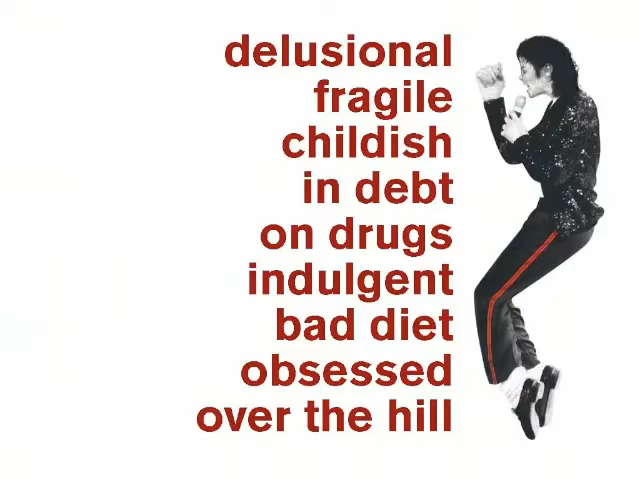 delusional
fragile
childish
in debt
on drugs
indulgent
bad diet
obsessed
over the hill